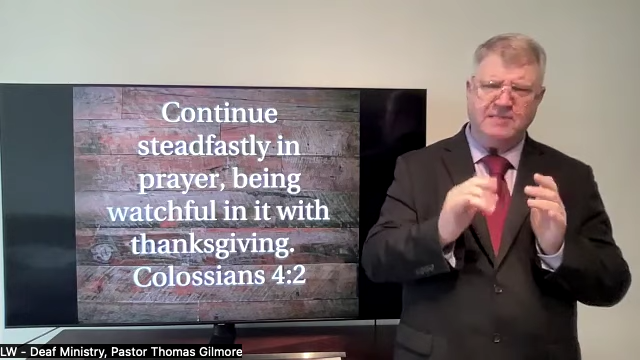 Continue
steadfastly in
prayer, being
watchful in it with
thanksgiving.
Colossians 4:2
LW - Deaf Ministry, Pastor Thomas Gilmore